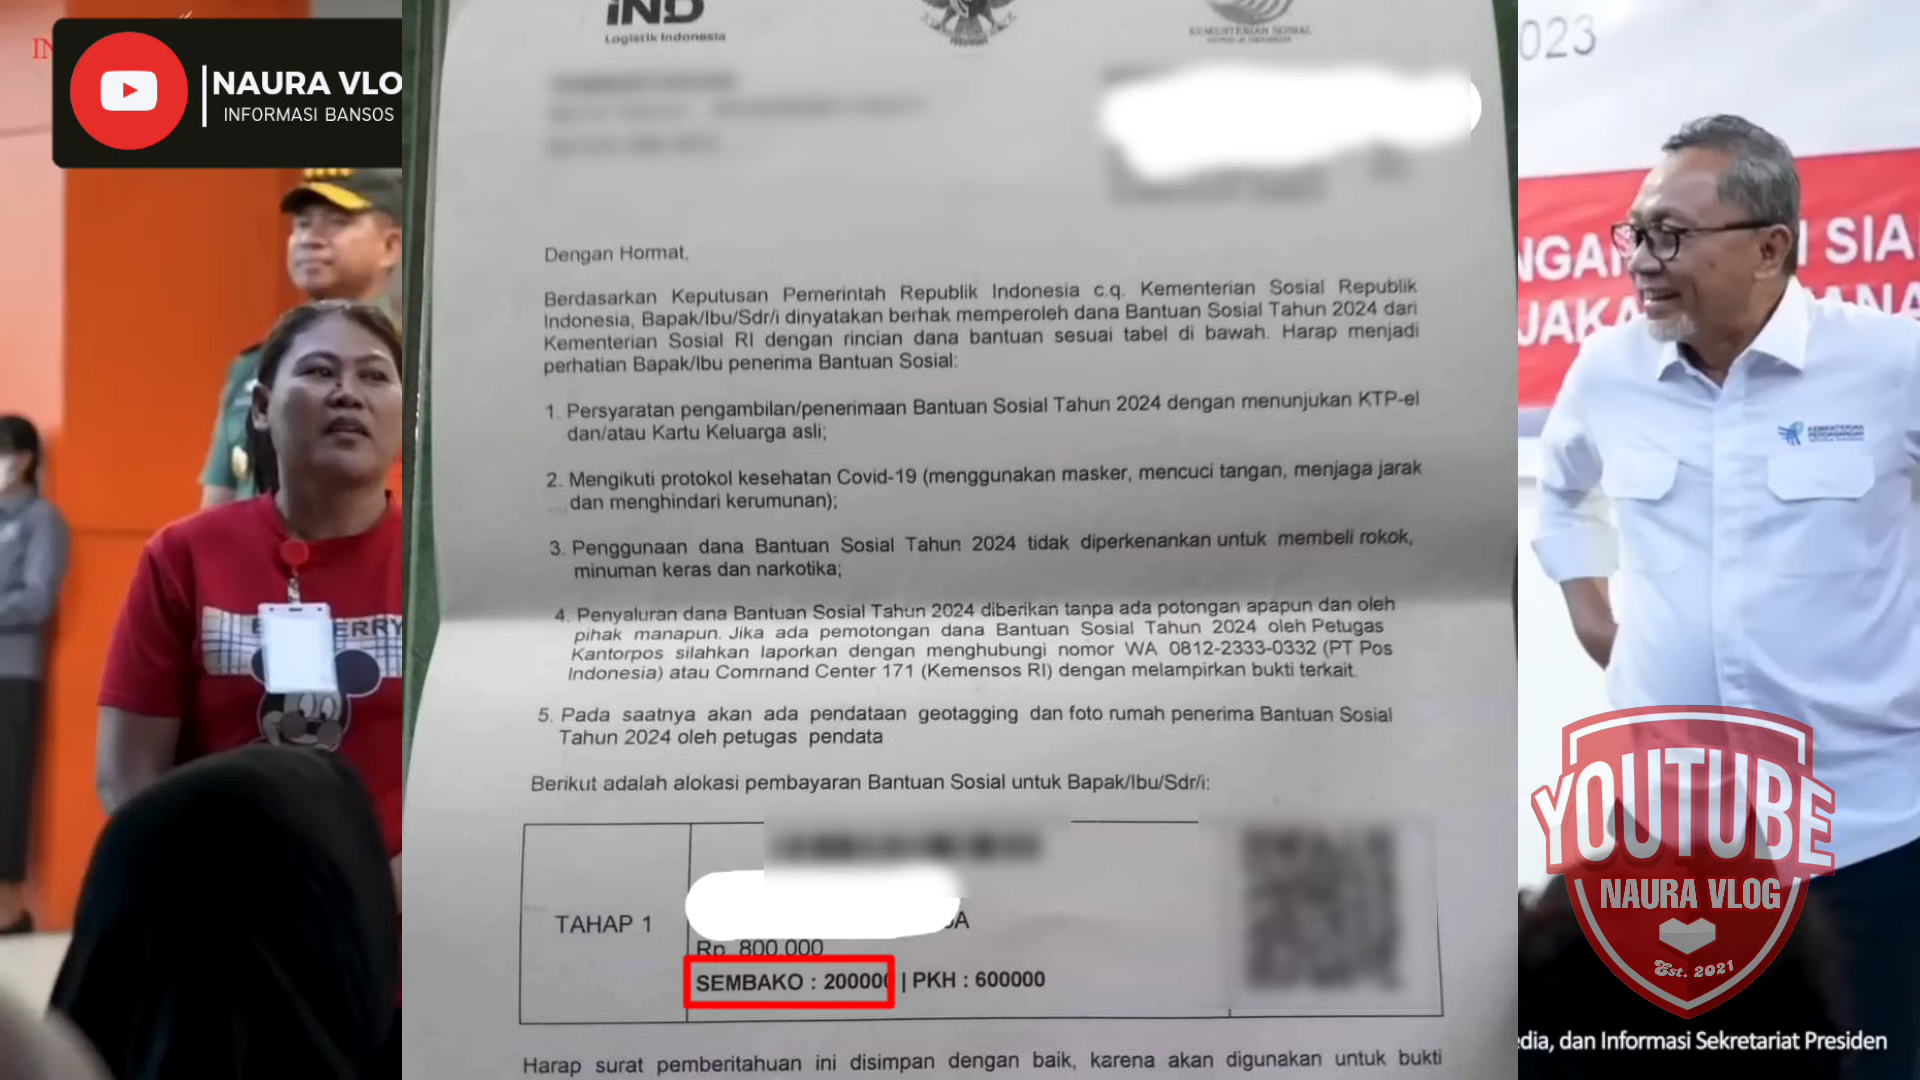 NAURA VLO
INFORMASI BANSOS
iND
Logistik Indonesia
KEMENTERIAN SOSIAL
Dengan Hormat,
Berdasarkan Keputusan Pemerintah Republik Indonesia c.q. Kementerian Sosial Republik
Indonesia, Bapak/Ibu/Sdr/i dinyatakan berhak memperoleh dana Bantuan Sosial Tahun 2024 dari
Kementerian Sosial RI dengan rincian dana bantuan sesuai tabel di bawah. Harap menjadi
perhatian Bapak/Ibu penerima Bantuan Sosial:
1. Persyaratan pengambilan/penerimaan Bantuan Sosial Tahun 2024 dengan menunjukan KTP-el
dan/atau Kartu Keluarga asli;
2. Mengikuti protokol kesehatan Covid-19 (menggunakan masker, mencuci tangan, menjaga jarak
dan menghindari kerumunan);
3. Penggunaan dana Bantuan Sosial Tahun 2024 tidak diperkenankan untuk membeli rokok,
minuman keras dan narkotika;
4. Penyaluran dana Bantuan Sosial Tahun 2024 diberikan tanpa ada potongan apapun dan oleh
pihak manapun. Jika ada pemotongan dana Bantuan Sosial Tahun 2024 oleh Petugas
Kantorpos silahkan laporkan dengan menghubungi nomor WA 0812-2333-0332 (PT Pos
Indonesia) atau Comrnand Center 171 (Kemensos RI) dengan melampirkan bukti terkait.
5. Pada saatnya akan ada pendataan geotagging dan foto rumah penerima Bantuan Sosial
Tahun 2024 oleh petugas pendata
Berikut adalah alokasi pembayaran Bantuan Sosial untuk Bapak/Ibu/Sdr/i:
TAHAP 1
Rp 800.000
SEMBAKO : 200000 | PKH : 600000
Harap surat pemberitahuan ini disimpan dengan baik, karena akan digunakan untuk bukti
023
NGAN SIA
JAKA
KEMENTERIAN
PERDAGANGAN
YOUTUBE
NAURA VLOG
Est. 2021
dia, dan Informasi Sekretariat Presiden